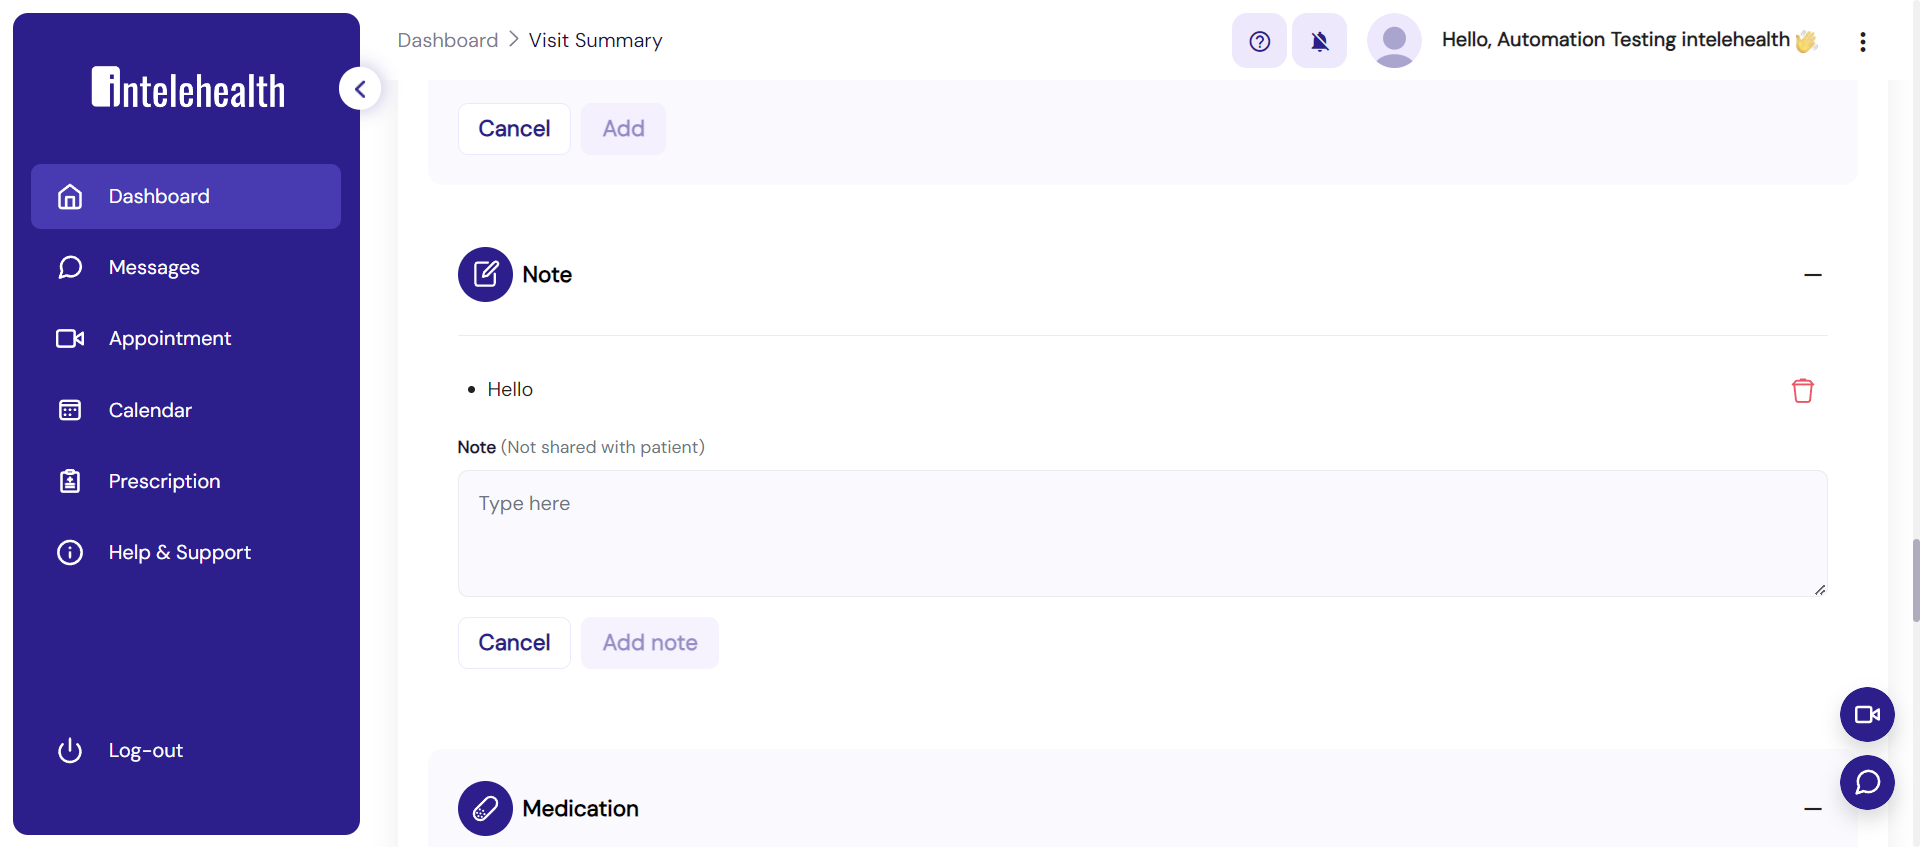 intelehealth
Dashboard
Messages
Appointment
Calendar
Prescription
Help & Support
Log-out
Dashboard > Visit Summary
Hello, Automation Testing intelehealth 👋
Cancel
Add
Note
Hello
Note (Not shared with patient)
Type here
Cancel
Add note
Medication